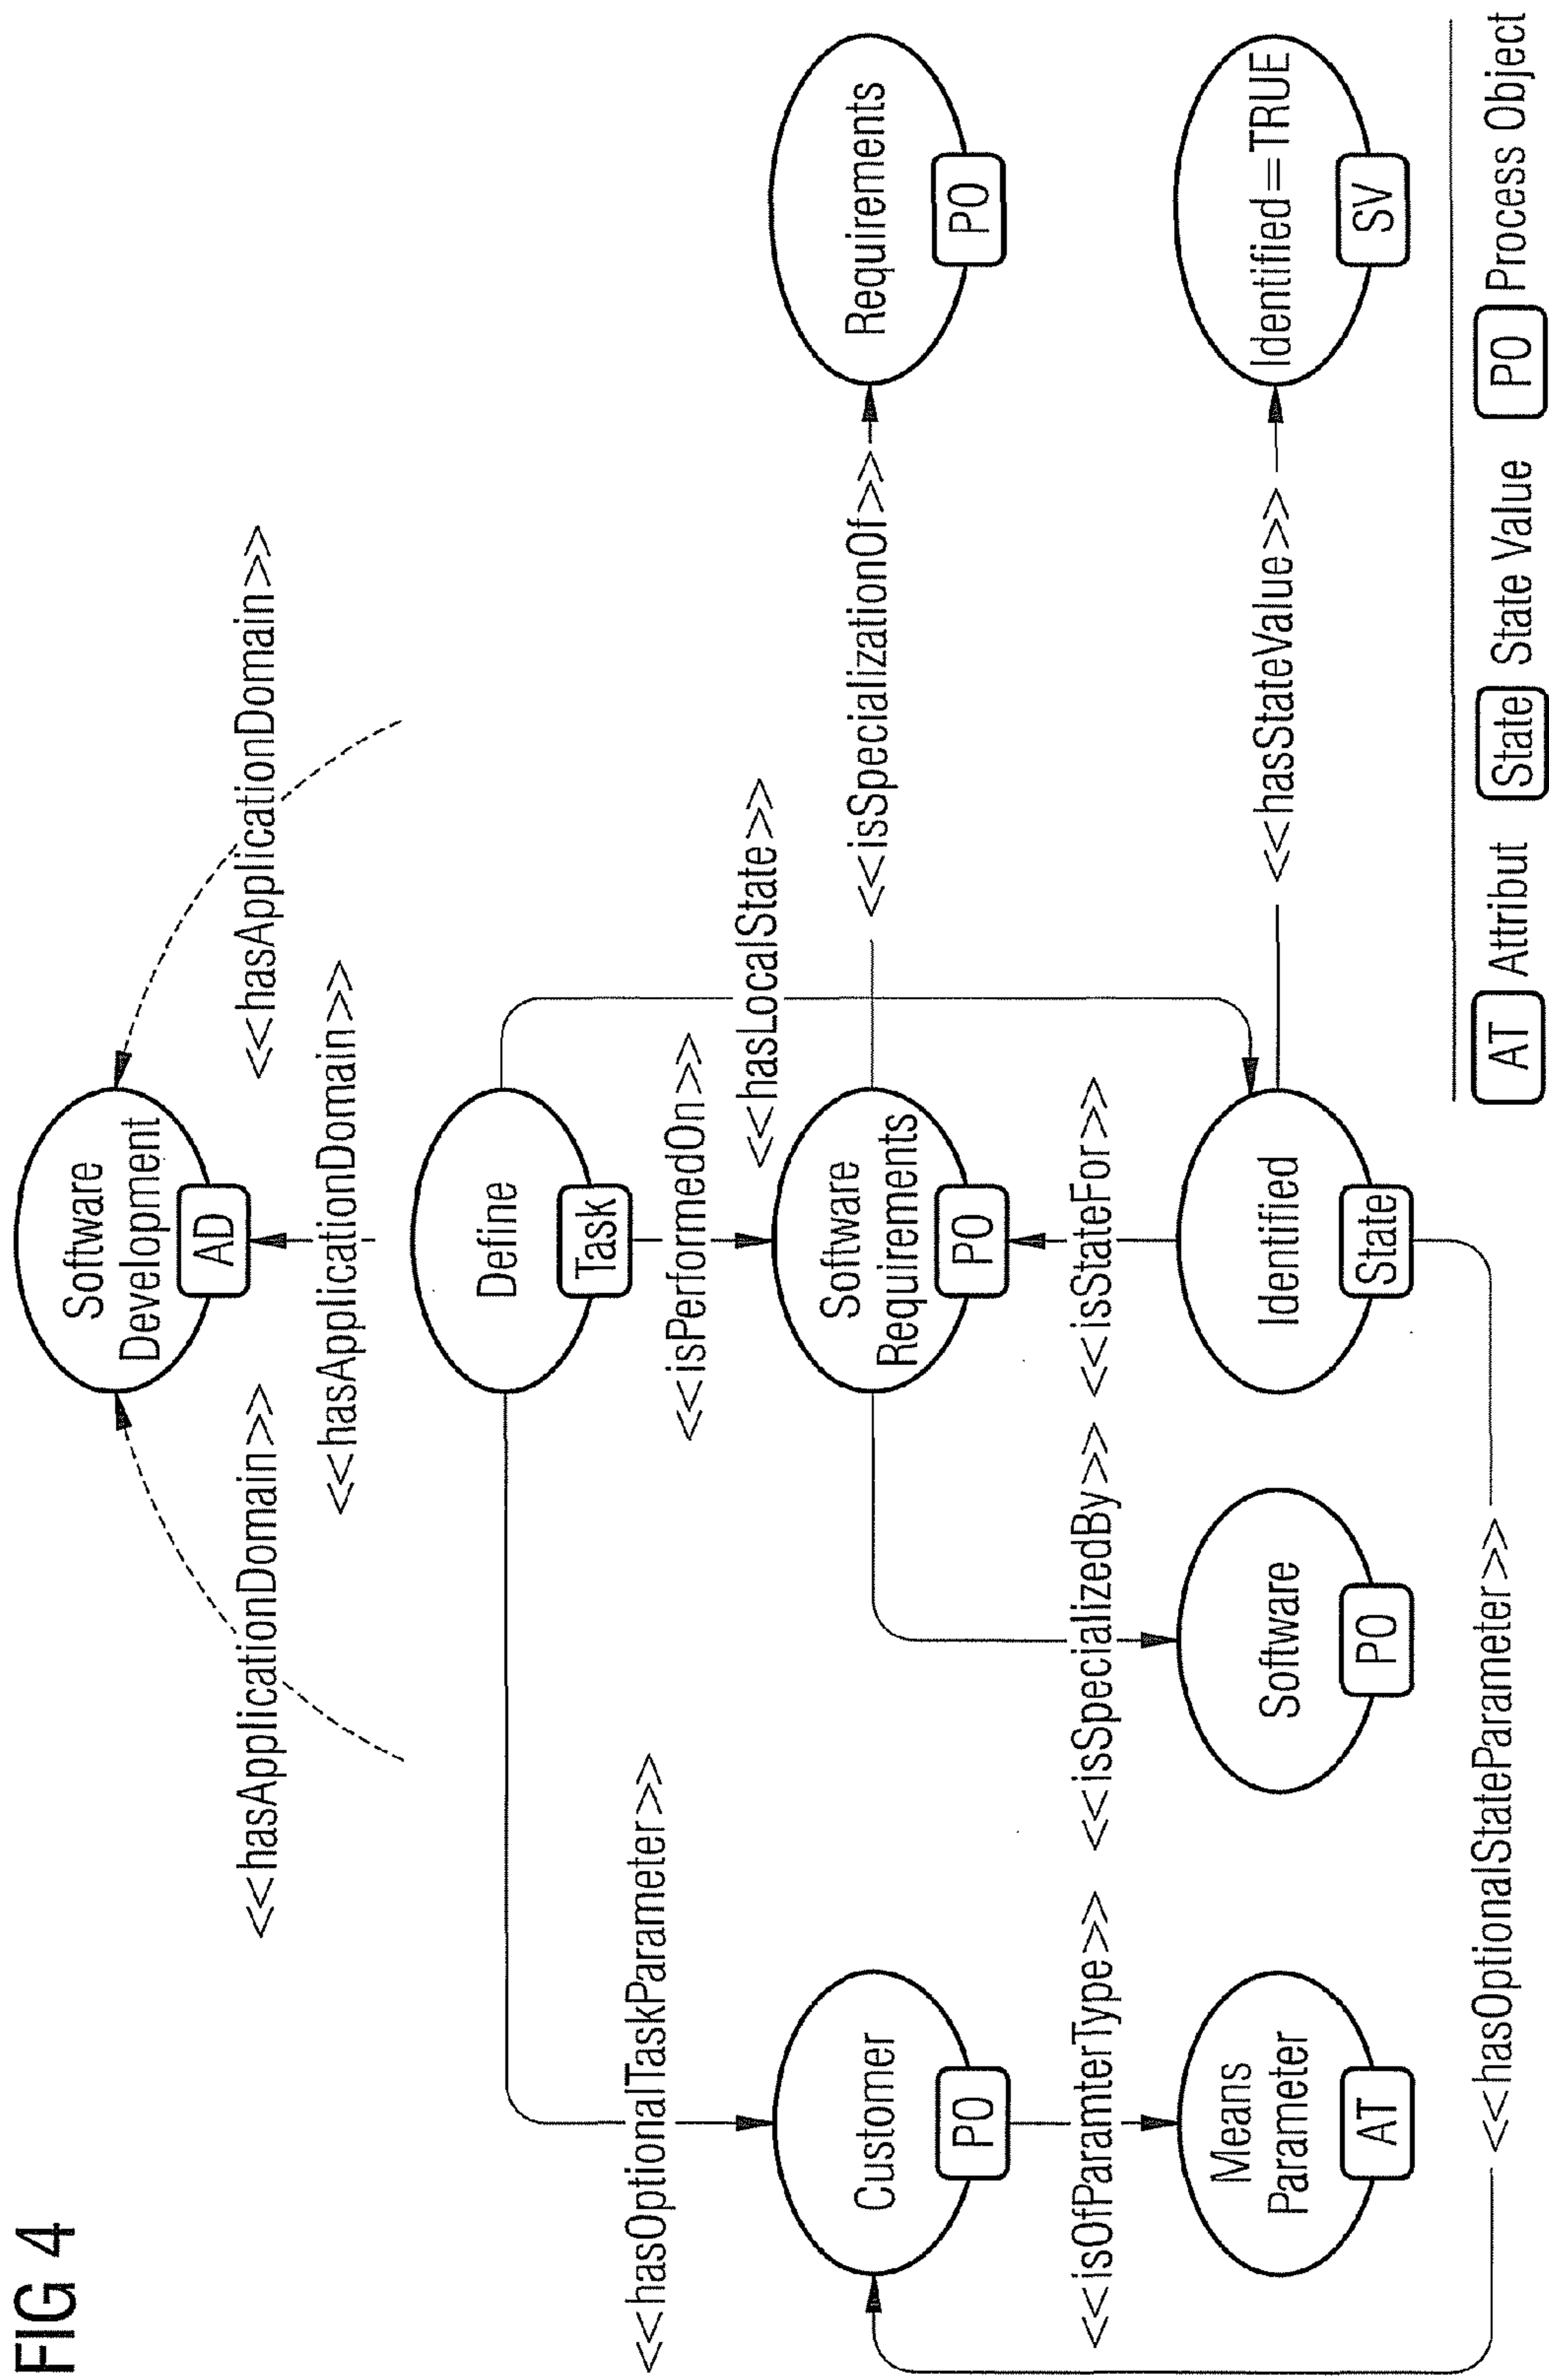 FIG 4
Software
Development
AD
<<hasApplicationDomain>>
<<hasApplicationDomain>>
<<hasApplicationDomain>>
Define
Task
<<hasOptionalTaskParameter>>
<<isPerformedOn>>
<<hasLocalState>>
Customer
PO
Software
Requirements
PO
<<isSpecializationOf>>
Requirements
PO
<<isOfParamterType>>
<<isSpecializedBy>>
<<isStateFor>>
Means
Parameter
AT
Software
PO
Identified
State
<<hasStateValue>>
Identified=TRUE
SV
<<hasOptionalStateParameter>>
AT Attribut State State Value PO Process Object